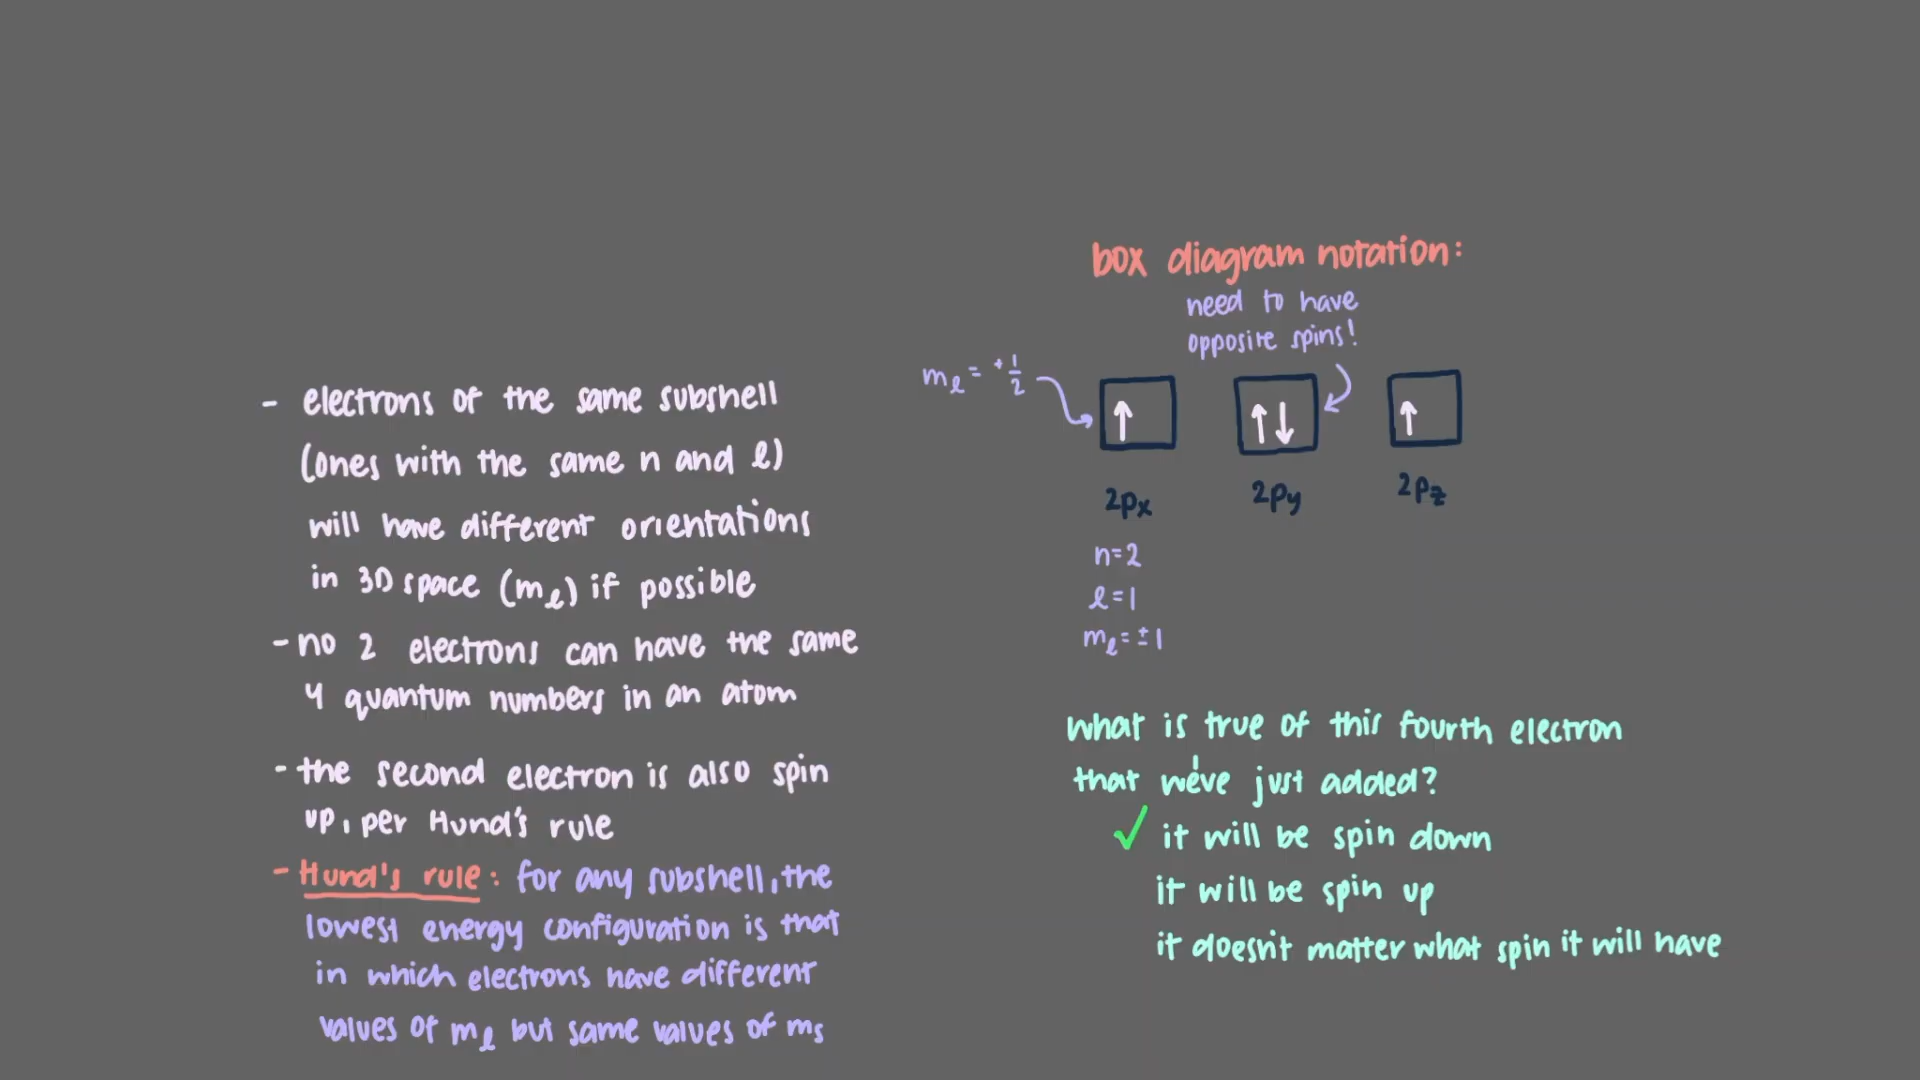 - electrons of the same subshell
(ones with the same n and l)
will have different orientations
in 3D space (mₗ) if possible
- no 2 electrons can have the same
4 quantum numbers in an atom
- the second electron is also spin
up, per Hund's rule
- Hund's rule: for any subshell, the
lowest energy configuration is that
in which electrons have different
values of mₗ but same values of mₛ
box diagram notation:
need to have
opposite spins!
mₗ = +1/2
↑ ↑↓ ↑
2px 2py 2pz
n=2
l=1
mₗ=±1
what is true of this fourth electron
that we've just added?
✓ it will be spin down
it will be spin up
it doesn't matter what spin it will have